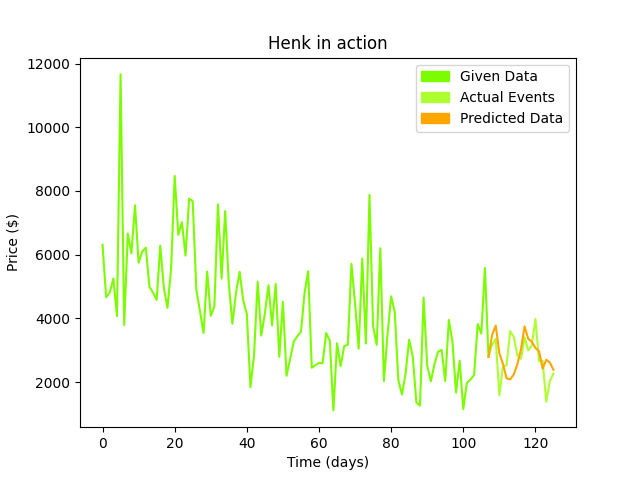 Henk in action
Given Data
Actual Events
Predicted Data
Price ($)
12000
10000
8000
6000
4000
2000
0
20
40
60
80
100
120
Time (days)